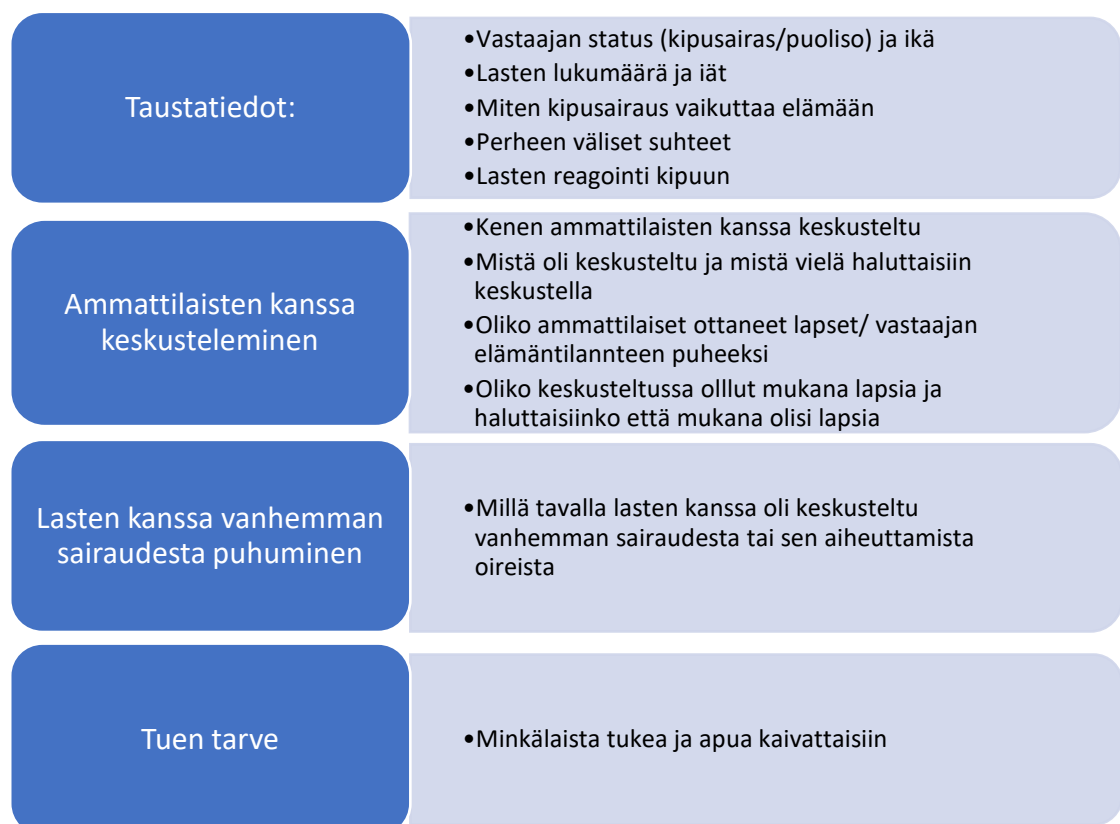 Taustatiedot:
•Vastaajan status (kipusairas/puoliso) ja ikä
•Lasten lukumäärä ja iät
•Miten kipusairaus vaikuttaa elämään
•Perheen väliset suhteet
•Lasten reagointi kipuun
Ammattilaisten kanssa
keskusteleminen
•Kenen ammattilaisten kanssa keskusteltu
•Mistä oli keskusteltu ja mistä vielä haluttaisiin
keskustella
•Oliko ammattilaiset ottaneet lapset/ vastaajan
elämäntilannteen puheeksi
•Oliko keskusteltussa olllut mukana lapsia ja
haluttaisiinko että mukana olisi lapsia
Lasten kanssa vanhemman
sairaudesta puhuminen
•Millä tavalla lasten kanssa oli keskusteltu
vanhemman sairaudesta tai sen aiheuttamista
oireista
Tuen tarve
•Minkälaista tukea ja apua kaivattaisiin